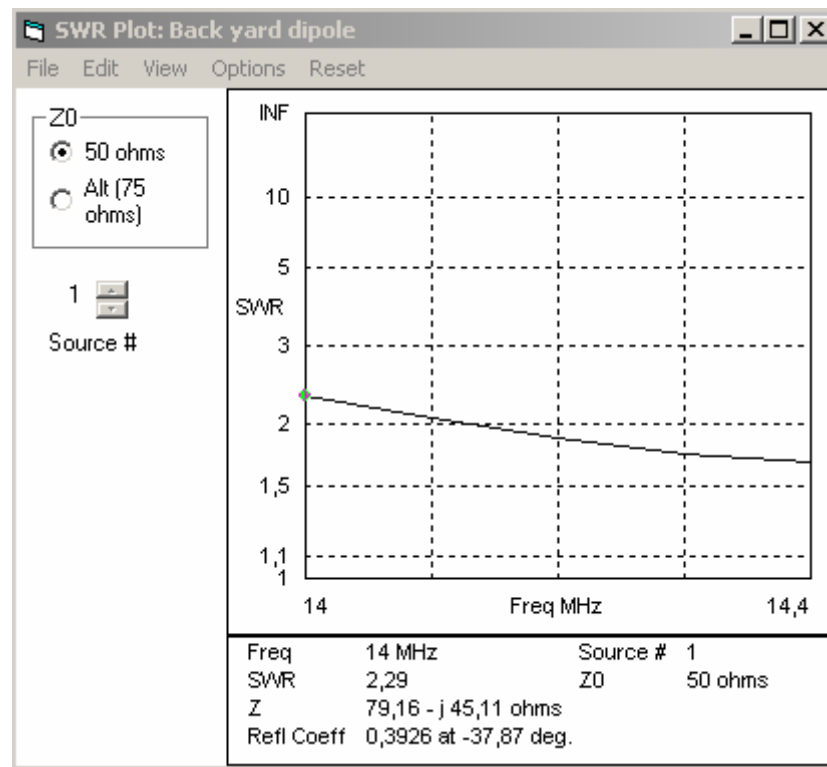 SWR Plot: Back yard dipole
File Edit View Options Reset
Z0
50 ohms
Alt (75
ohms)
1
Source #
INF
10
5
SWR
3
2
1,5
1,1
1
14 Freq MHz 14,4
Freq 14 MHz Source # 1
SWR 2,29 Z0 50 ohms
Z 79,16 - j 45,11 ohms
Refl Coeff 0,3926 at -37,87 deg.